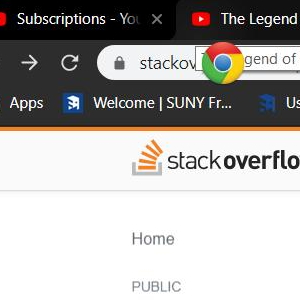 Subscriptions - You
The Legend
stackov
gend of
Apps
Welcome | SUNY Fr...
Us
stackoverflo
Home
PUBLIC